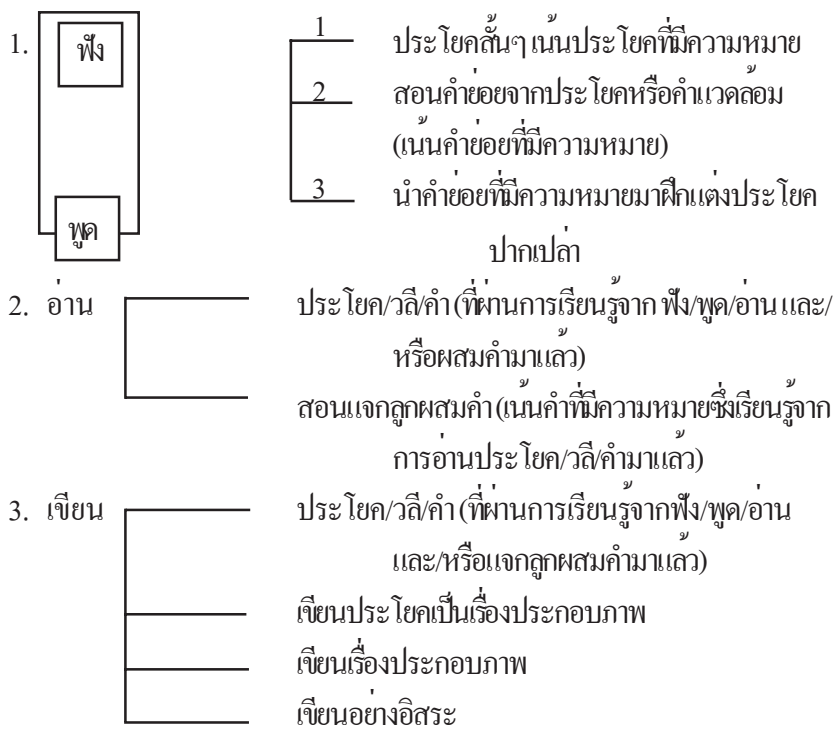 1. ฟัง
1 ประโยคสั้นๆ เน้นประโยคที่มีความหมาย
2 สอนคำย่อยจากประโยคหรือคำแวดล้อม
(เน้นคำย่อยที่มีความหมาย)
3 นำคำย่อยที่มีความหมายมาฝึกแต่งประโยค
ปากเปล่า
พูด
2. อ่าน
ประโยค/วลี/คำ (ที่ผ่านการเรียนรู้จาก ฟัง/พูด/อ่าน และ/
หรือผสมคำมาแล้ว)
สอนแจกลูกผสมคำ (เน้นคำที่มีความหมายซึ่งเรียนรู้จาก
การอ่านประโยค/วลี/คำมาแล้ว)
3. เขียน
ประโยค/วลี/คำ (ที่ผ่านการเรียนรู้จากฟัง/พูด/อ่าน
และ/หรือแจกลูกผสมคำมาแล้ว)
เขียนประโยคเป็นเรื่องประกอบภาพ
เขียนเรื่องประกอบภาพ
เขียนอย่างอิสระ